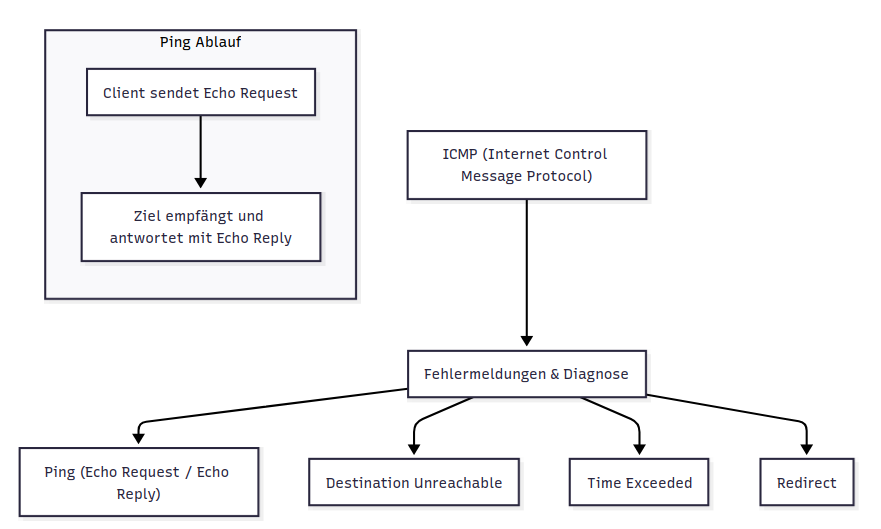 Ping Ablauf
Client sendet Echo Request
Ziel empfängt und
antwortet mit Echo Reply
ICMP (Internet Control
Message Protocol)
Fehlermeldungen & Diagnose
Ping (Echo Request / Echo
Reply)
Destination Unreachable
Time Exceeded
Redirect